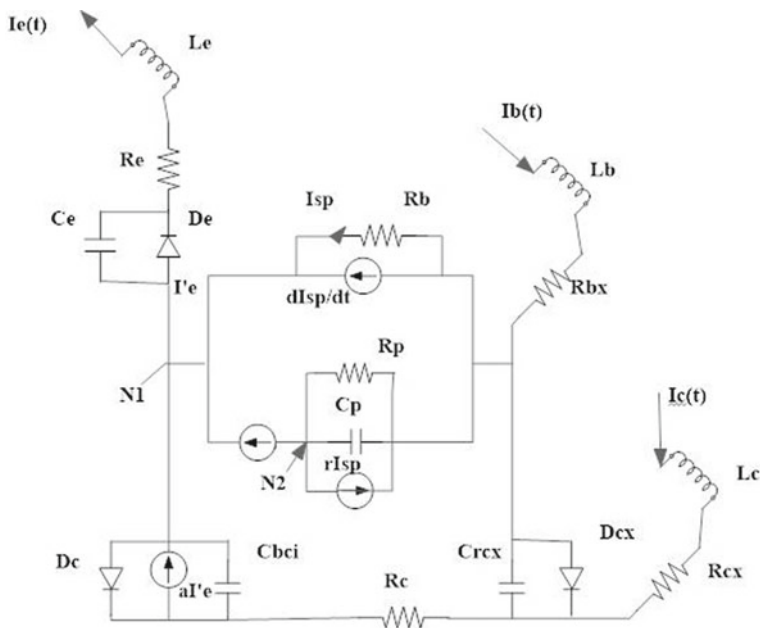 Ie(t)
Le
Ib(t)
Lb
Re
Isp
Rb
Ce
De
I'e
dIsp/dt
Rbx
Rp
N1
Cp
Ic(t)
rIsp
N2
Lc
Dcx
Dc
Cbci
Crcx
Rc
Rcx
aI'e